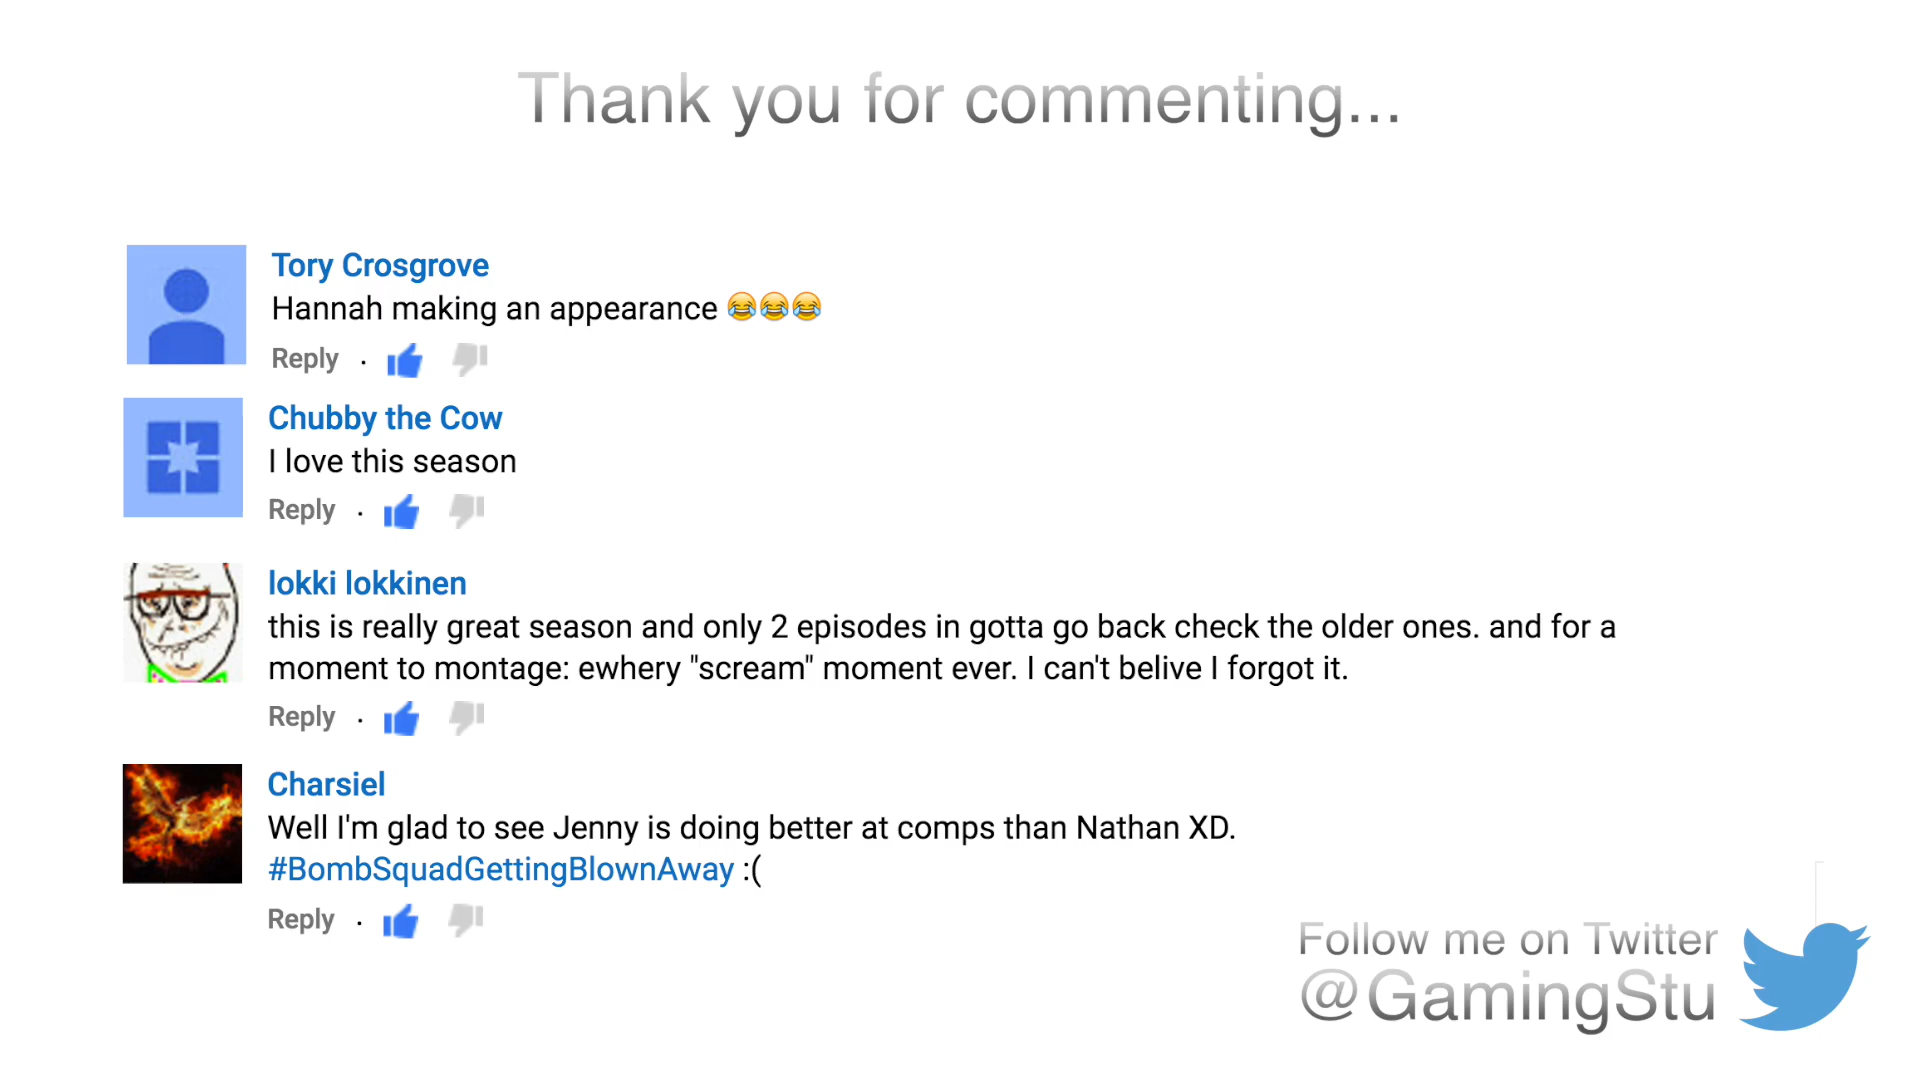 Thank you for commenting...
Tory Crosgrove
Hannah making an appearance 😂😂😂
Reply .
Chubby the Cow
I love this season
Reply .
lokki lokkinen
this is really great season and only 2 episodes in gotta go back check the older ones. and for a
moment to montage: ewhery "scream" moment ever. I can't belive I forgot it.
Reply .
Charsiel
Well I'm glad to see Jenny is doing better at comps than Nathan XD.
#BombSquadGettingBlownAway :(
Reply .
Follow me on Twitter
@GamingStu